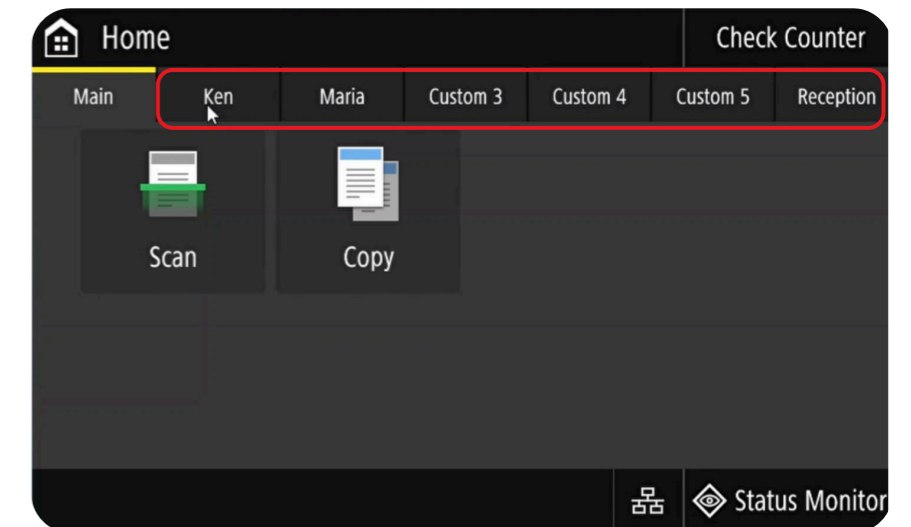 Home Check Counter
Main Ken Maria Custom 3 Custom 4 Custom 5 Reception
Scan Copy
Status Monitor